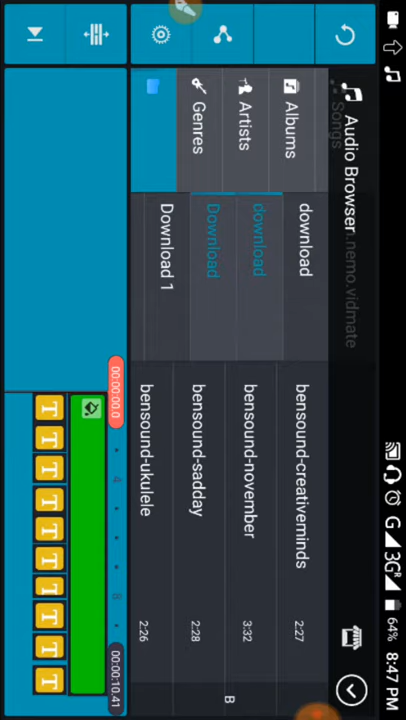 G
3G
R
64%
8:47 PM
Audio Browser
n.nemo.vidmate
Songs
Albums
Artists
Genres
download
download
Download
Download 1
bensound-creativeminds
2:27
bensound-november
3:32
bensound-sadday
2:28
bensound-ukulele
2:26
B
00:00:00.0
4
8
00:00:10.41
T
T
T
T
T
T
T
T
T
T